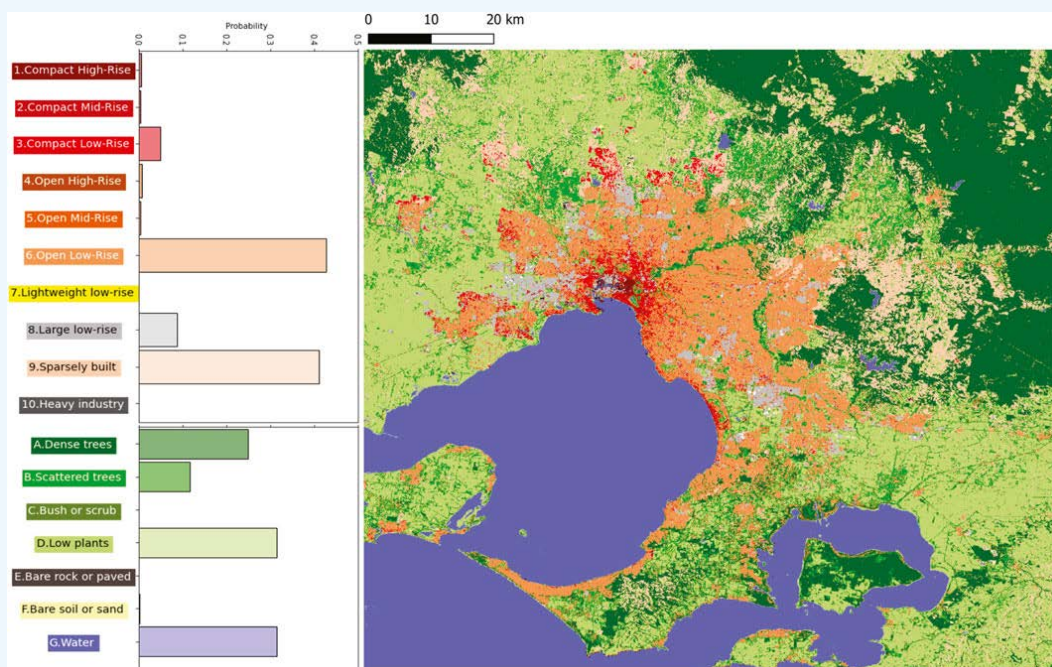 Probability
0.0 0.1 0.2 0.3 0.4 0.5
0 10 20 km
1.Compact High-Rise
2.Compact Mid-Rise
3.Compact Low-Rise
4.Open High-Rise
5.Open Mid-Rise
6.Open Low-Rise
7.Lightweight low-rise
8.Large low-rise
9.Sparsely built
10.Heavy industry
A.Dense trees
B.Scattered trees
C.Bush or scrub
D.Low plants
E.Bare rock or paved
F.Bare soil or sand
G.Water